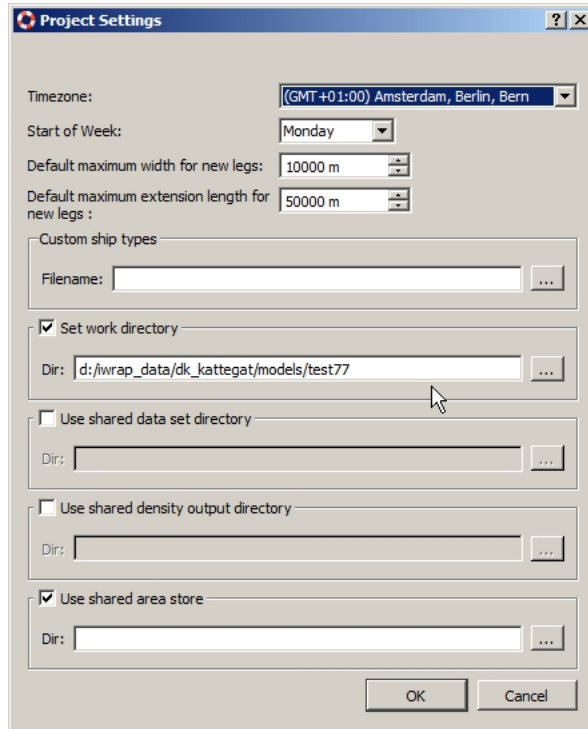 Project Settings
Timezone: (GMT+01:00) Amsterdam, Berlin, Bern
Start of Week: Monday
Default maximum width for new legs: 10000 m
Default maximum extension length for
new legs : 50000 m
Custom ship types
Filename: ...
Set work directory
Dir: d:/iwrap_data/dk_kattegat/models/test77 ...
Use shared data set directory
Dir: ...
Use shared density output directory
Dir: ...
Use shared area store
Dir: ...
OK Cancel